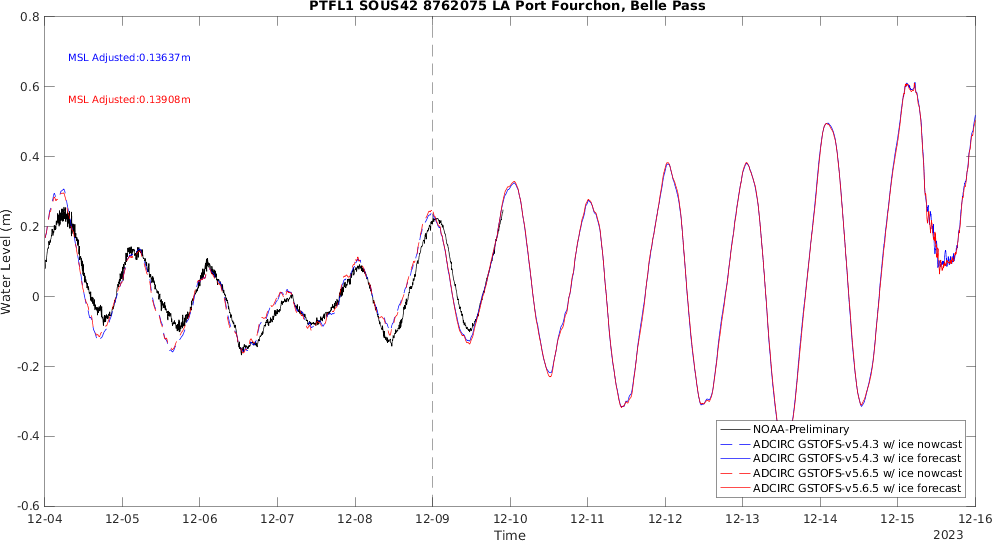 PTFL1 SOUS42 8762075 LA Port Fourchon, Belle Pass
MSL Adjusted:0.13637m
MSL Adjusted:0.13908m
Water Level (m)
0.8
0.6
0.4
0.2
0
-0.2
-0.4
-0.6
NOAA-Preliminary
ADCIRC GSTOFS-v5.4.3 w/ ice nowcast
ADCIRC GSTOFS-v5.4.3 w/ ice forecast
ADCIRC GSTOFS-v5.6.5 w/ ice nowcast
ADCIRC GSTOFS-v5.6.5 w/ ice forecast
12-04 12-05 12-06 12-07 12-08 12-09 12-10 12-11 12-12 12-13 12-14 12-15 12-16
Time
2023